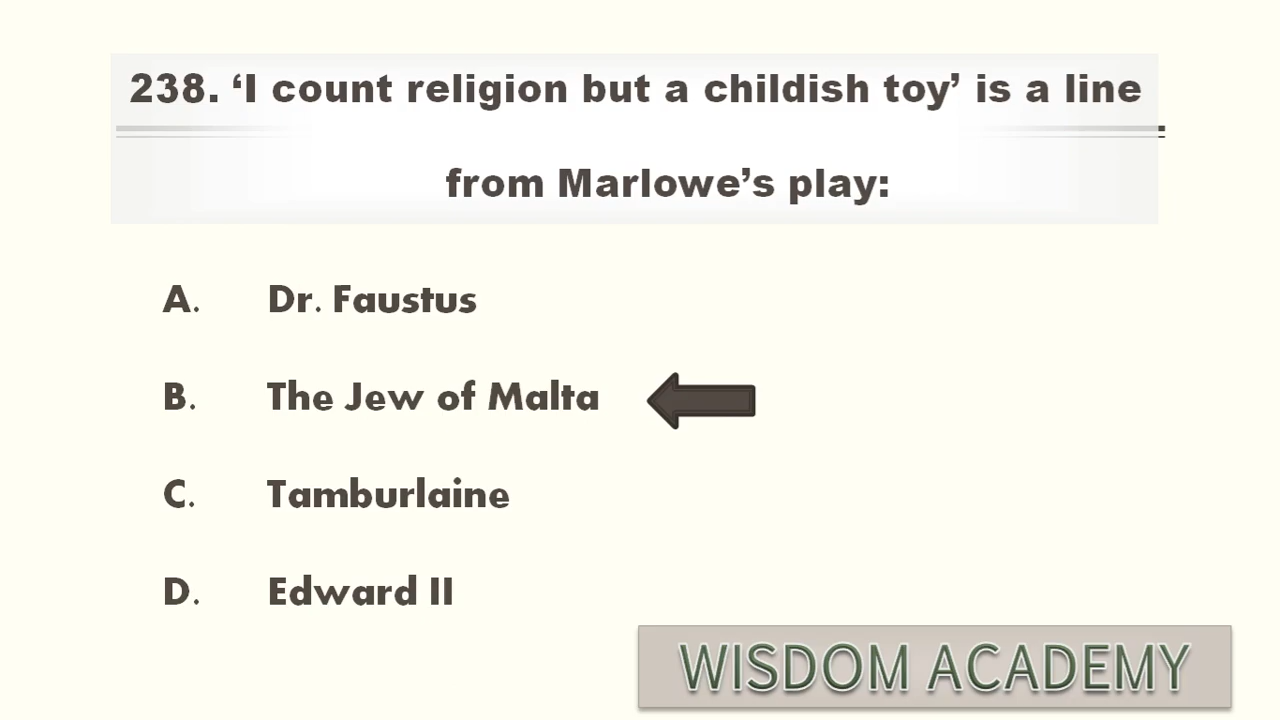 238. ‘I count religion but a childish toy’ is a line
from Marlowe’s play:
A. Dr. Faustus
B. The Jew of Malta
C. Tamburlaine
D. Edward II
WISDOM ACADEMY